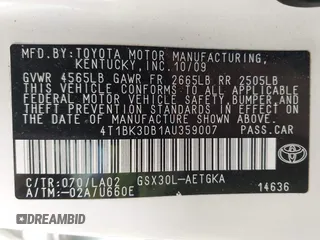 MFD.BY:TOYOTA MOTOR MANUFACTURING,
KENTUCKY, INC.10/09
GVWR 4565LB GAWR FR 2665LB RR 2505LB
THIS VEHICLE CONFORMS TO ALL
APPLICABLE FEDERAL MOTOR VEHICLE
SAFETY, BUMPER, AND THEFT PREVENTION
STANDARDS IN EFFECT ON THE DATE OF
MANUFACTURE SHOWN ABOVE.
4T1BK3DB1AU359007 PASS.CAR
C/TR:070/LA02 GSX30L-AETGKA
A/TM:-02A/U660E 14636
TOYOTA
© AUTOBIDMASTER